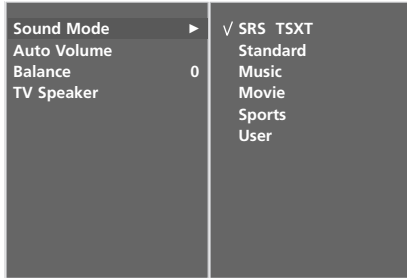 Sound Mode ►
Auto Volume
Balance 0
TV Speaker
√ SRS TSXT
Standard
Music
Movie
Sports
User